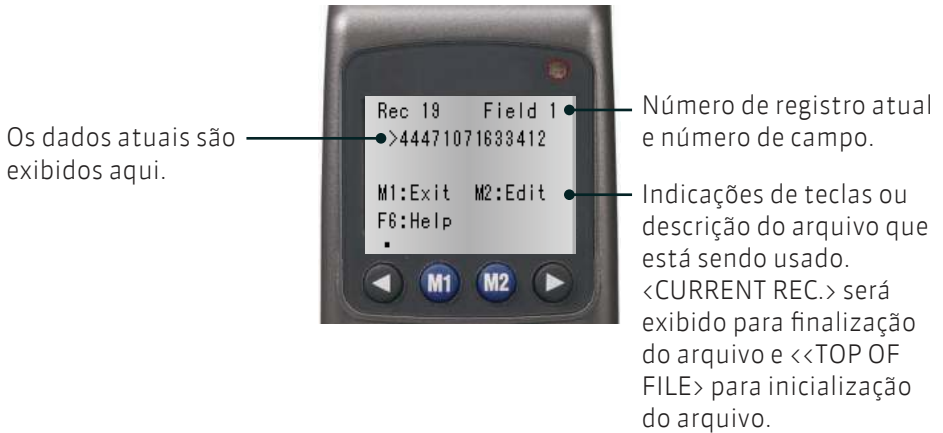 Os dados atuais são
exibidos aqui.
Rec 19 Field 1
>44471071633412
M1:Exit M2:Edit
F6:Help
M1 M2
Número de registro atual
e número de campo.
Indicações de teclas ou
descrição do arquivo que
está sendo usado.
<CURRENT REC.> será
exibido para finalização
do arquivo e <<TOP OF
FILE> para inicialização
do arquivo.